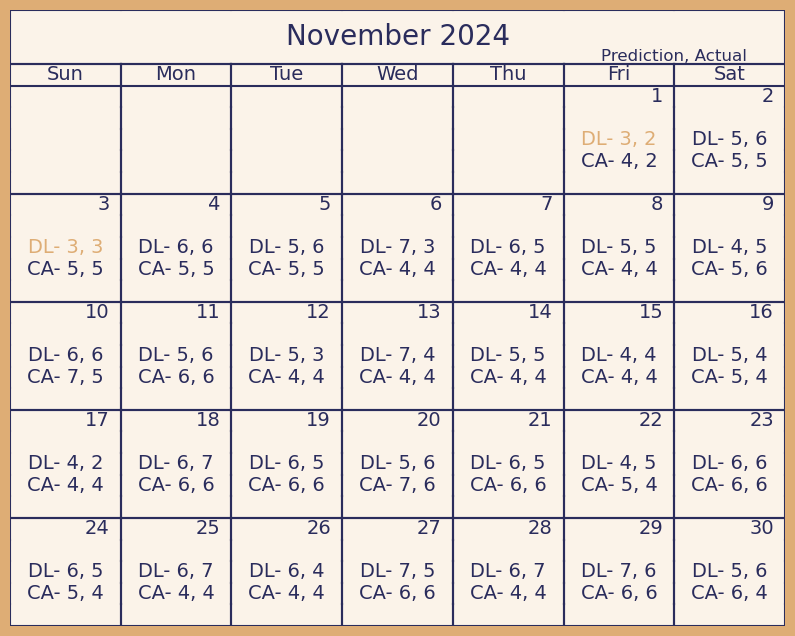 November 2024
Prediction, Actual
Sun Mon Tue Wed Thu Fri Sat
1 2
DL- 3, 2 DL- 5, 6
CA- 4, 2 CA- 5, 5
3 4 5 6 7 8 9
DL- 3, 3 DL- 6, 6 DL- 5, 6 DL- 7, 3 DL- 6, 5 DL- 5, 5 DL- 4, 5
CA- 5, 5 CA- 5, 5 CA- 5, 5 CA- 4, 4 CA- 4, 4 CA- 4, 4 CA- 5, 6
10 11 12 13 14 15 16
DL- 6, 6 DL- 5, 6 DL- 5, 3 DL- 7, 4 DL- 5, 5 DL- 4, 4 DL- 5, 4
CA- 7, 5 CA- 6, 6 CA- 4, 4 CA- 4, 4 CA- 4, 4 CA- 4, 4 CA- 5, 4
17 18 19 20 21 22 23
DL- 4, 2 DL- 6, 7 DL- 6, 5 DL- 5, 6 DL- 6, 5 DL- 4, 5 DL- 6, 6
CA- 4, 4 CA- 6, 6 CA- 6, 6 CA- 7, 6 CA- 6, 6 CA- 5, 4 CA- 6, 6
24 25 26 27 28 29 30
DL- 6, 5 DL- 6, 7 DL- 6, 4 DL- 7, 5 DL- 6, 7 DL- 7, 6 DL- 5, 6
CA- 5, 4 CA- 4, 4 CA- 4, 4 CA- 6, 6 CA- 4, 4 CA- 6, 6 CA- 6, 4